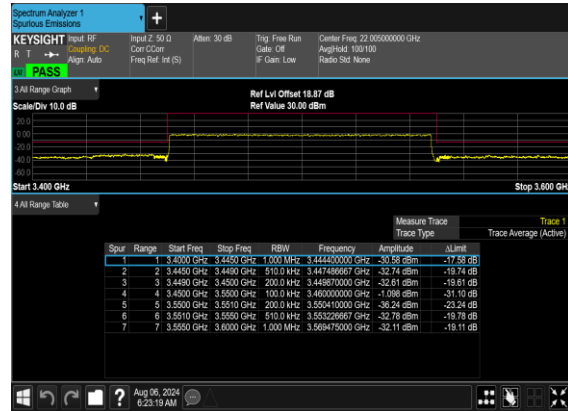 Spectrum Analyzer 1
Spurious Emissions
+
KEYSIGHT Input: RF Input Z: 50 Ω Atten: 30 dB Trig: Free Run Center Freq: 22.005000000 GHz
R T Coupling: DC Corr CCorr Gate: Off Avg|Hold: 100/100
Align: Auto Freq Ref: Int (S) IF Gain: Low Radio Std: None
PASS
3 All Range Graph
Ref Lvl Offset 18.87 dB
Scale/Div 10.0 dB Ref Value 30.00 dBm
20.0
0.00
-20.0
-40.0
-60.0
Start 3.400 GHz Stop 3.600 GH
4 All Range Table
Measure Trace Trace 1
Trace Type Trace Average (Active)
Spur Range Start Freq Stop Freq RBW Frequency Amplitude ΔLimit
1 1 3.4000 GHz 3.4450 GHz 1.000 MHz 3.444400000 GHz -30.58 dBm -17.58 dB
2 2 3.4450 GHz 3.4490 GHz 510.0 kHz 3.447486667 GHz -32.74 dBm -19.74 dB
3 3 3.4490 GHz 3.4500 GHz 200.0 kHz 3.449870000 GHz -32.61 dBm -19.61 dB
4 4 3.4500 GHz 3.5500 GHz 100.0 kHz 3.460000000 GHz -1.098 dBm -31.10 dB
5 5 3.5500 GHz 3.5510 GHz 200.0 kHz 3.550410000 GHz -36.24 dBm -23.24 dB
6 6 3.5510 GHz 3.5550 GHz 510.0 kHz 3.553226667 GHz -32.78 dBm -19.78 dB
7 7 3.5550 GHz 3.6000 GHz 1.000 MHz 3.569475000 GHz -32.11 dBm -19.11 dB
? Aug 06, 2024
6:23:19 AM